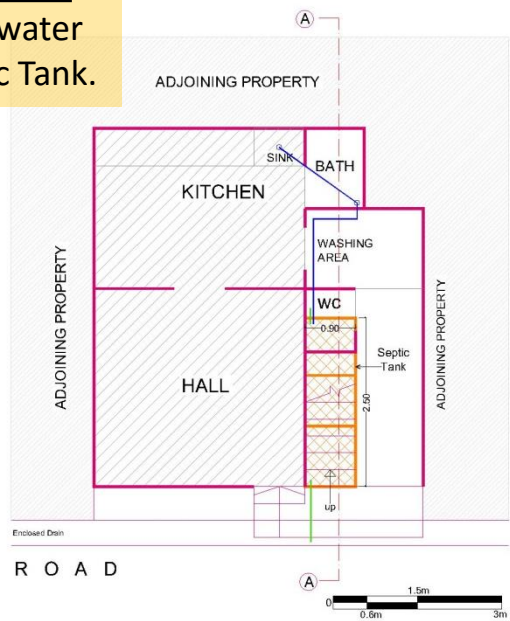 water
c Tank.
A
ADJOINING PROPERTY
SINK
BATH
KITCHEN
WASHING
AREA
ADJOINING PROPERTY
ADJOINING PROPERTY
WC
0.90
Septic
Tank
HALL
2.50
up
Enclosed Drain
ROAD
A
1.5m
0
0.6m
3m